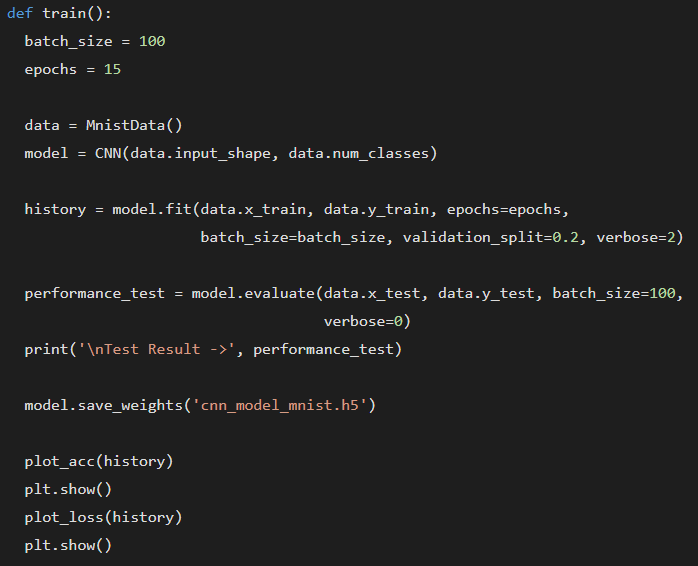 def train():
  batch_size = 100
  epochs = 15

  data = MnistData()
  model = CNN(data.input_shape, data.num_classes)

  history = model.fit(data.x_train, data.y_train, epochs=epochs,
                      batch_size=batch_size, validation_split=0.2, verbose=2)

  performance_test = model.evaluate(data.x_test, data.y_test, batch_size=100,
                                    verbose=0)
  print('\nTest Result ->', performance_test)

  model.save_weights('cnn_model_mnist.h5')

  plot_acc(history)
  plt.show()
  plot_loss(history)
  plt.show()